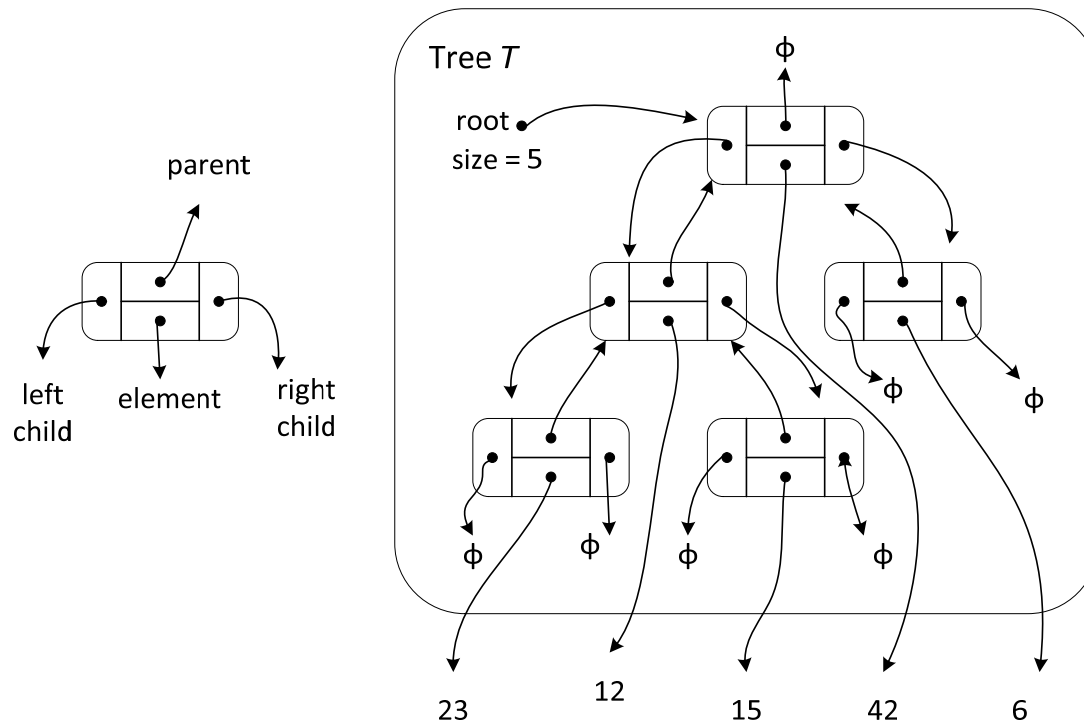 parent
left
child
element
right
child
Tree T
root
size = 5
ϕ
ϕ
ϕ
ϕ
ϕ
ϕ
ϕ
23
12
15
42
6